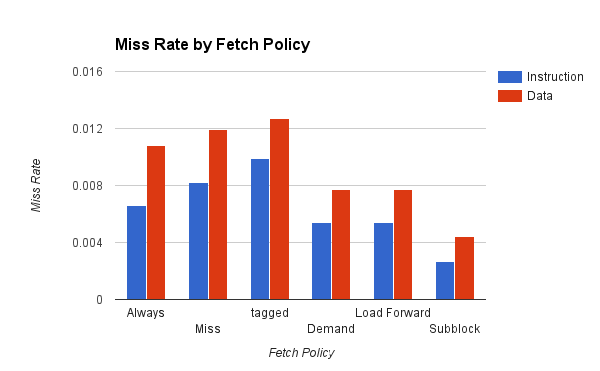 Miss Rate by Fetch Policy
0.016
0.012
0.008
0.004
0
Miss Rate
Instruction
Data
Always
Miss
tagged
Demand
Load Forward
Subblock
Fetch Policy